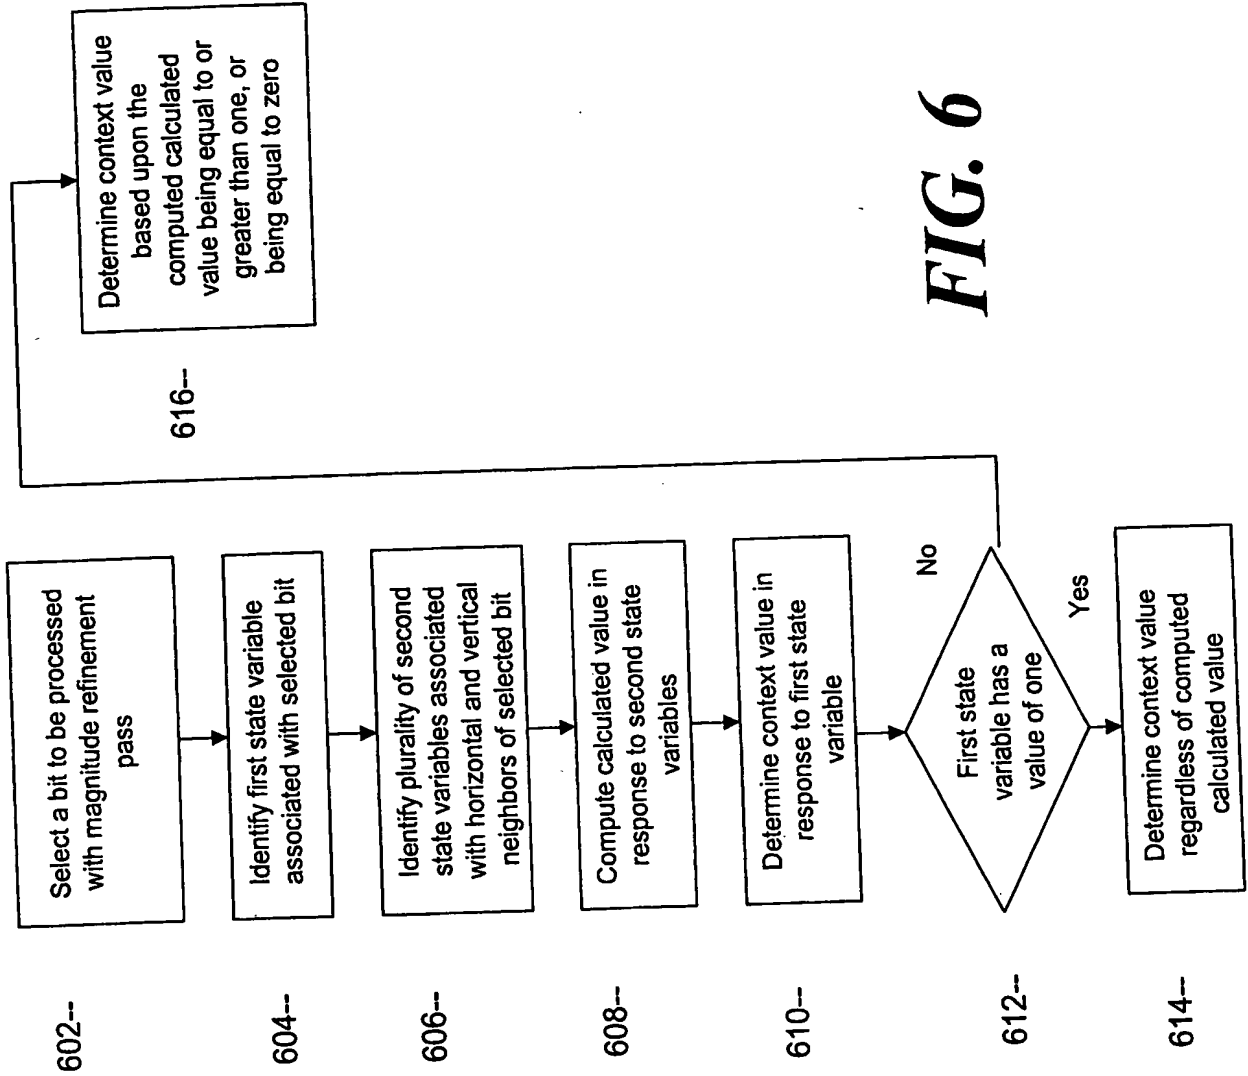 602--
Select a bit to be processed
with magnitude refinement
pass
604--
Identify first state variable
associated with selected bit
606--
Identify plurality of second
state variables associated
with horizontal and vertical
neighbors of selected bit
608--
Compute calculated value in
response to second state
variables
610--
Determine context value in
response to first state
variable
612--
First state
variable has a
value of one
No
Yes
614--
Determine context value
regardless of computed
calculated value
616--
Determine context value
based upon the
computed calculated
value being equal to or
greater than one, or
being equal to zero
FIG. 6